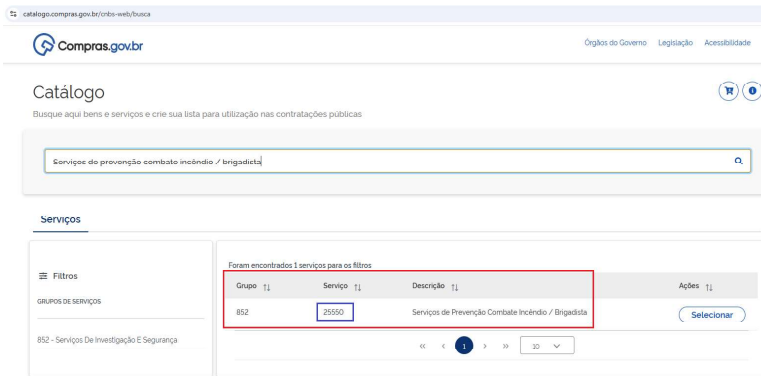 catalogo.compras.gov.br/cnbs-web/busca
Compras.gov.br
Órgãos do Governo Legislação Acessibilidade
Catálogo
Busque aqui bens e serviços e crie sua lista para utilização nas contratações públicas
Serviços de prevenção combate incêndio / brigadista
Serviços
Filtros
GRUPOS DE SERVIÇOS
852 - Serviços De Investigação E Segurança
Foram encontrados 1 serviços para os filtros
Grupo Serviço Descrição Ações
852 25550 Serviços de Prevenção Combate Incêndio / Brigadista Selecionar
« < 1 > » 10